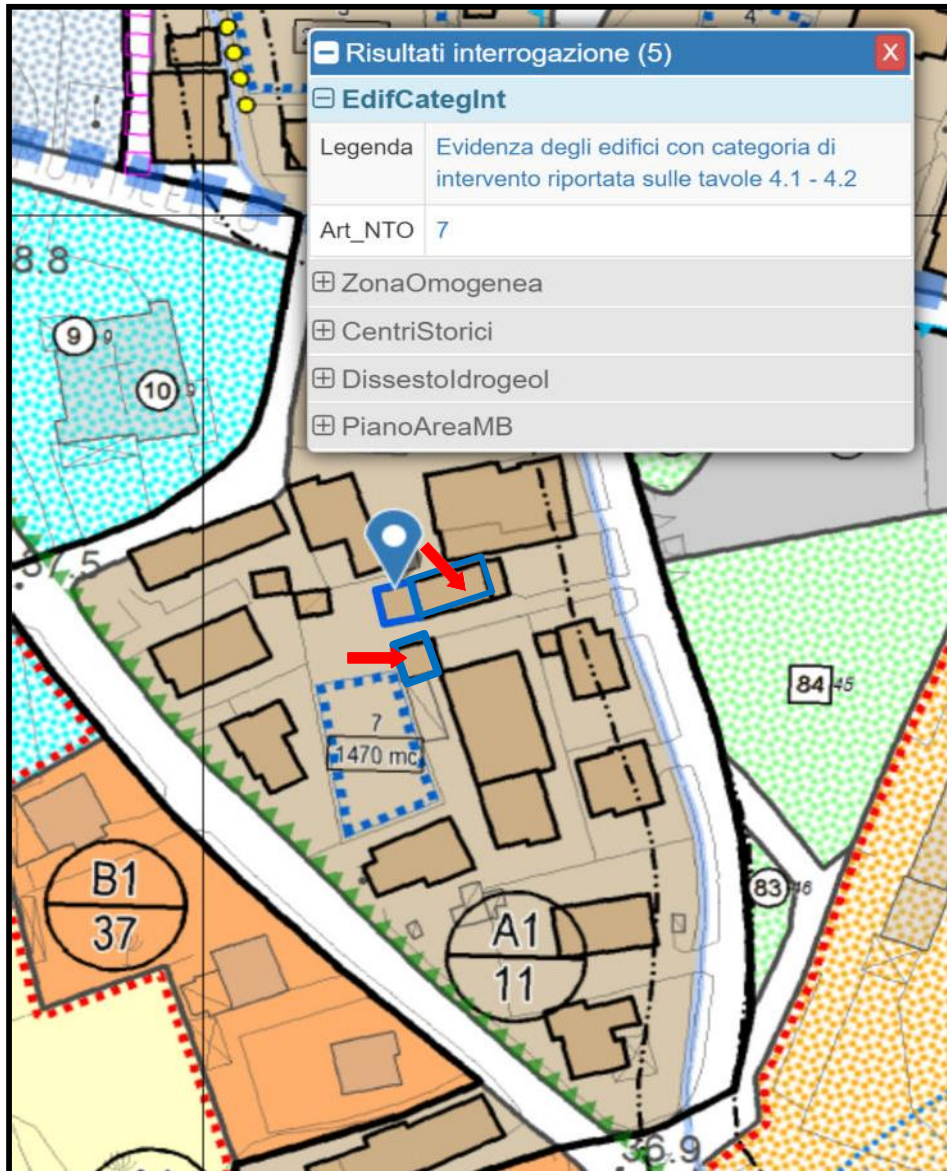 Risultati interrogazione (5)
X
EdifCategInt
Legenda
Evidenza degli edifici con categoria di
intervento riportata sulle tavole 4.1 - 4.2
Art_NTO
7
ZonaOmogenea
CentriStorici
DissestoIdrogeol
PianoAreaMB
8.8
9
9
10
9
7
1470 mc
84
45
B1
37
A1
11
83
46
36.9